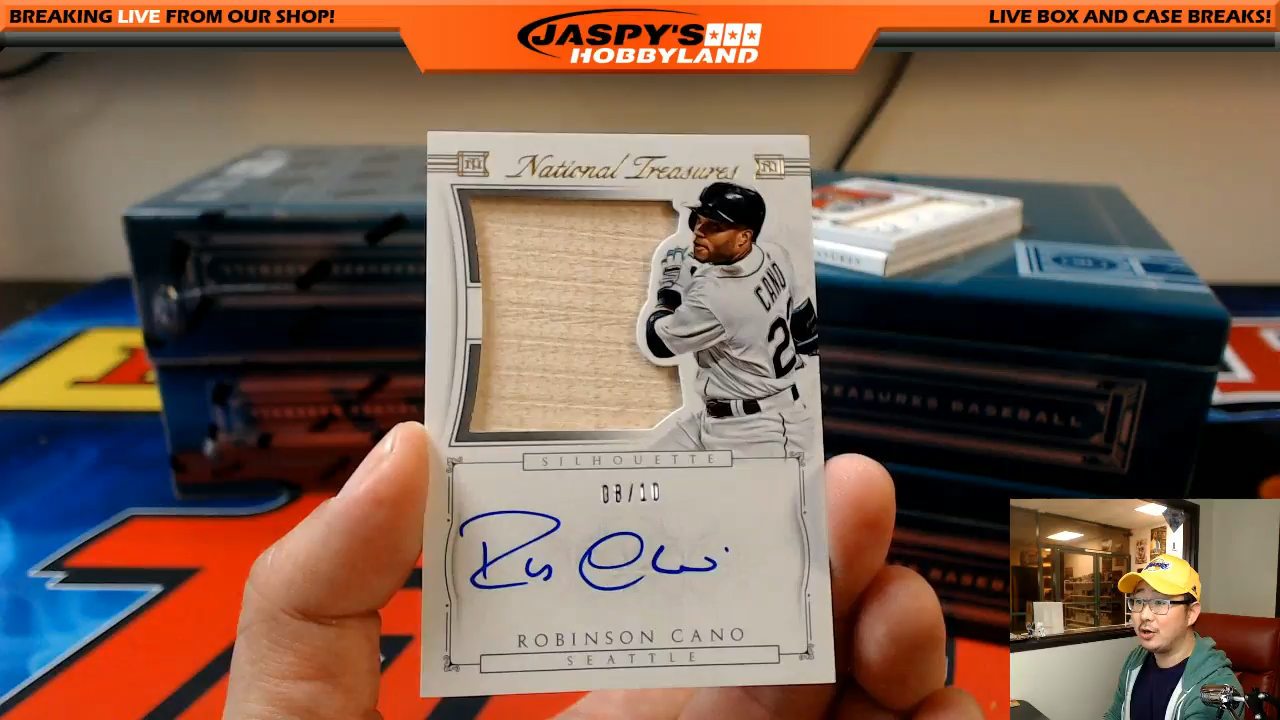 BREAKING LIVE FROM OUR SHOP!
JASPY'S
HOBBYLAND
LIVE BOX AND CASE BREAKS!
National Treasures
CANO
2
SILHOUETTE
08/10
ROBINSON CANO
SEATTLE
TREASURES BASEBALL